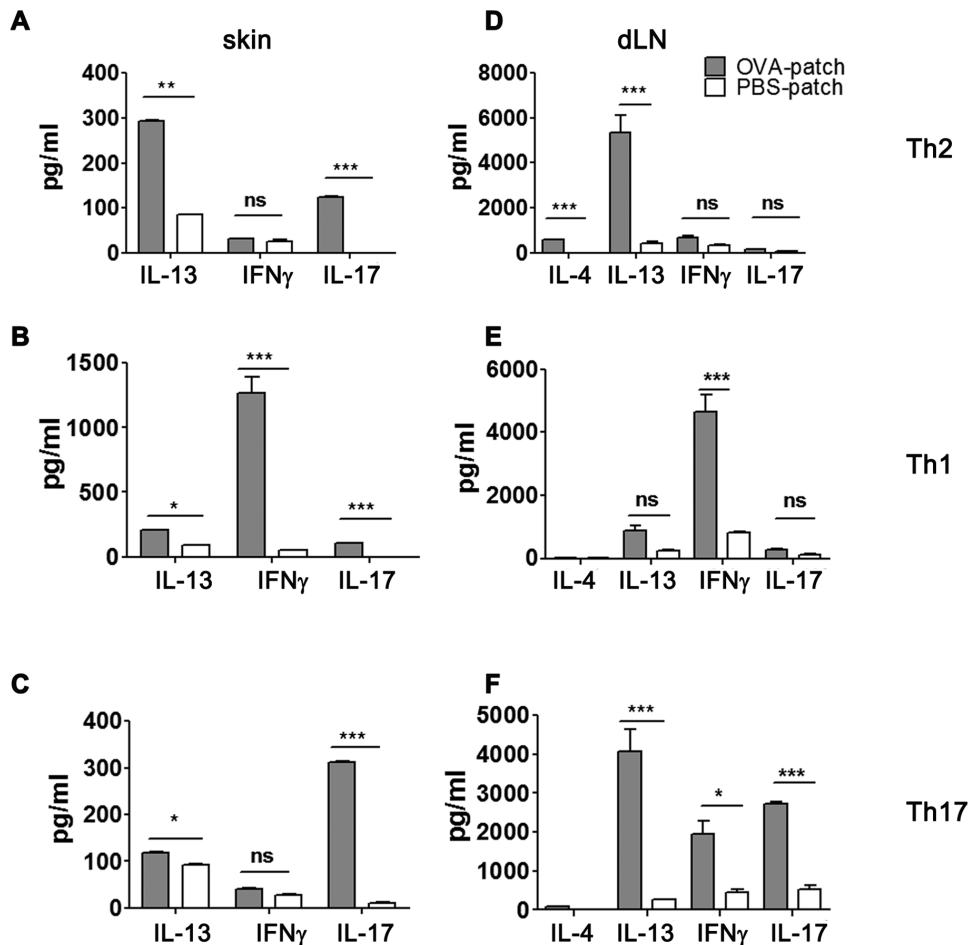 A
skin
400
300
200
100
0
pg/ml
**
ns
***
IL-13
IFNγ
IL-17
D
dLN
OVA-patch
PBS-patch
8000
6000
4000
2000
0
pg/ml
***
***
ns
ns
IL-4
IL-13
IFNγ
IL-17
Th2
B
1500
1000
500
0
pg/ml
*
***
***
IL-13
IFNγ
IL-17
E
6000
4000
2000
0
pg/ml
ns
***
ns
IL-4
IL-13
IFNγ
IL-17
Th1
C
400
300
200
100
0
pg/ml
*
ns
***
IL-13
IFNγ
IL-17
F
5000
4000
3000
2000
1000
0
pg/ml
***
*
***
IL-4
IL-13
IFNγ
IL-17
Th17